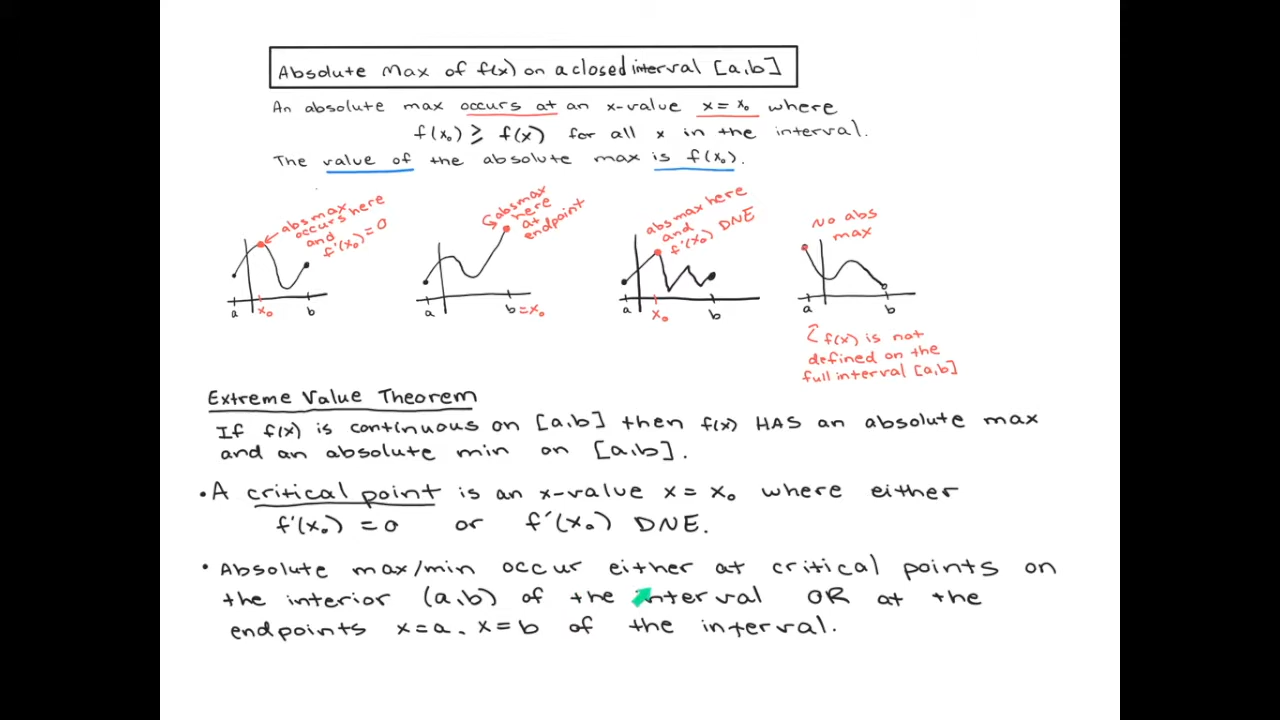 Absolute Max of f(x) on a closed interval [a,b]
An absolute max occurs at an x-value x = x₀ where
f(x₀) ≥ f(x) for all x in the interval.
The value of the absolute max is f(x₀).
abs max
occurs here
and
f'(x₀)=0
a
x₀
b
abs max
here
at
endpoint
a
b = x₀
abs max here
and
f'(x₀) DNE
a
x₀
b
No abs
max
a
b
f(x) is not
defined on the
full interval [a,b]
Extreme Value Theorem
If f(x) is continuous on [a,b] then f(x) HAS an absolute max
and an absolute min on [a,b].
• A critical point is an x-value x = x₀ where either
f'(x₀) = 0 or f'(x₀) DNE.
• Absolute max/min occur either at critical points on
the interior (a,b) of the interval OR at the
endpoints x=a, x=b of the interval.